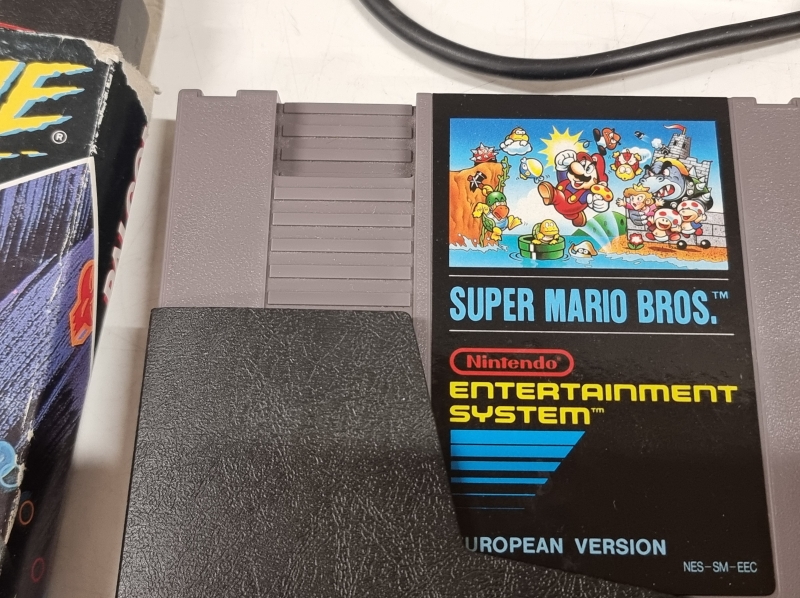 SUPER MARIO BROS.™
Nintendo®
ENTERTAINMENT
SYSTEM™
UROPEAN VERSION
NES-SM-EEC